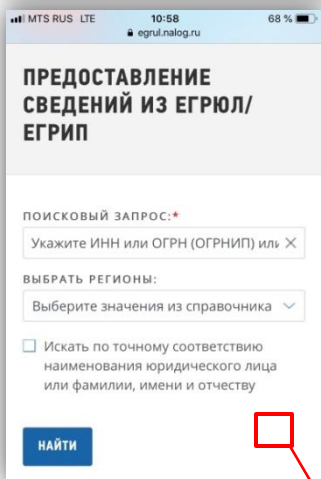 MTS RUS LTE 10:58 68 %
egrul.nalog.ru
ПРЕДОСТАВЛЕНИЕ
СВЕДЕНИЙ ИЗ ЕГРЮЛ/
ЕГРИП
ПОИСКОВЫЙ ЗАПРОС:*
Укажите ИНН или ОГРН (ОГРНИП) или
ВЫБРАТЬ РЕГИОНЫ:
Выберите значения из справочника
Искать по точному соответствию
наименования юридического лица
или фамилии, имени и отчеству
НАЙТИ